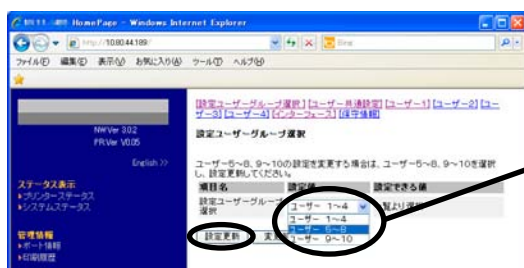 HomePage - Windows Internet Explorer
http://10.80.44.189/
Bing
ファイル(F) 編集(E) 表示(V) お気に入り(A) ツール(T) ヘルプ(H)
[設定ユーザーグループ選択] [ユーザー共通設定] [ユーザー1] [ユーザー2] [ユーザー3] [ユーザー4] [インターフェース] [保守情報]
NWVer 3.02
PRVer V0.05
English >>
ステータス表示
プリンターステータス
システムステータス
管理情報
ポート情報
印刷履歴
設定ユーザーグループ選択
ユーザー5~8、9~10の設定を変更する場合は、ユーザー5~8、9~10を選択し、設定更新してください。
項目名 設定値 設定できる値
設定ユーザーグループ選択 ユーザー 1~4 覧より選択
ユーザー 1~4
ユーザー 5~8
ユーザー 9~10
設定更新